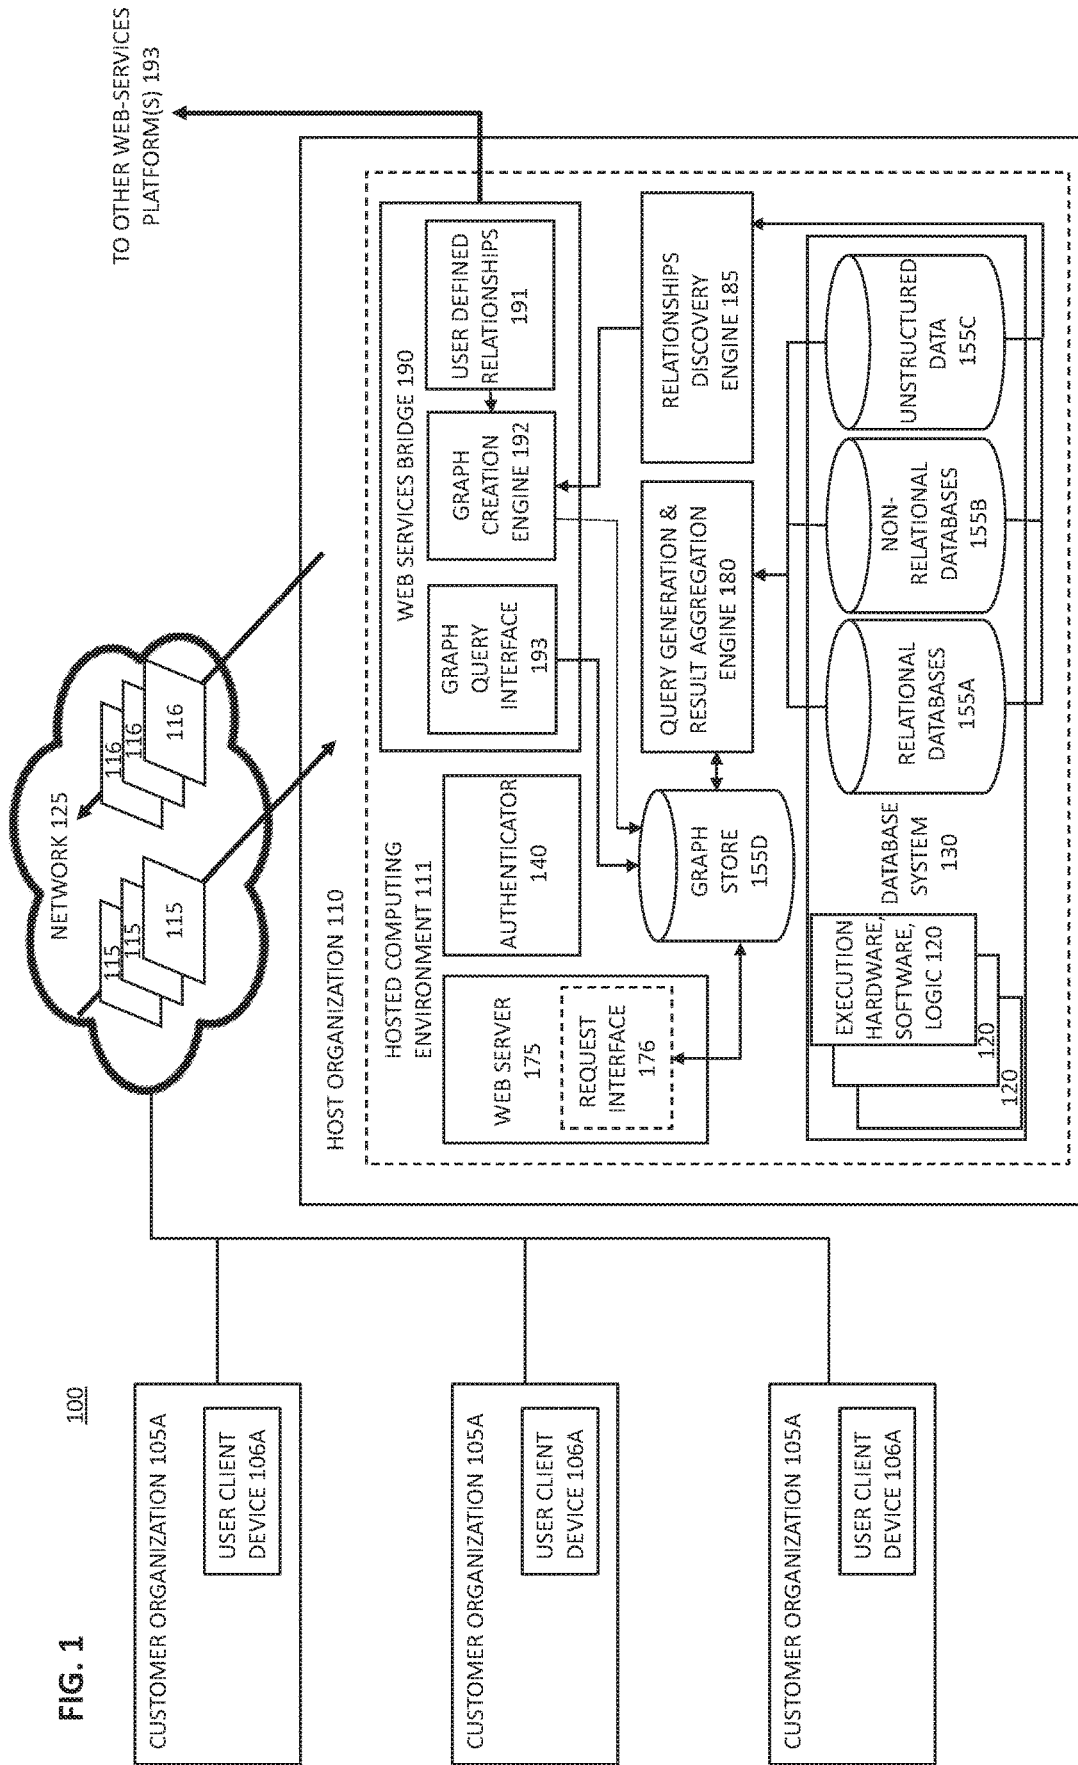 FIG. 1
100
CUSTOMER ORGANIZATION 105A
USER CLIENT
DEVICE 106A
CUSTOMER ORGANIZATION 105A
USER CLIENT
DEVICE 106A
CUSTOMER ORGANIZATION 105A
USER CLIENT
DEVICE 106A
NETWORK 125
115
115
115
116
116
116
TO OTHER WEB-SERVICES
PLATFORM(S) 193
HOST ORGANIZATION 110
HOSTED COMPUTING
ENVIRONMENT 111
WEB SERVER
175
REQUEST
INTERFACE
176
AUTHENTICATOR
140
WEB SERVICES BRIDGE 190
GRAPH
QUERY
INTERFACE
193
GRAPH
CREATION
ENGINE 192
USER DEFINED
RELATIONSHIPS
191
GRAPH
STORE
155D
QUERY GENERATION &
RESULT AGGREGATION
ENGINE 180
RELATIONSHIPS
DISCOVERY
ENGINE 185
EXECUTION
HARDWARE,
SOFTWARE,
LOGIC 120
120
120
DATABASE
SYSTEM
130
RELATIONAL
DATABASES
155A
NON-
RELATIONAL
DATABASES
155B
UNSTRUCTURED
DATA
155C